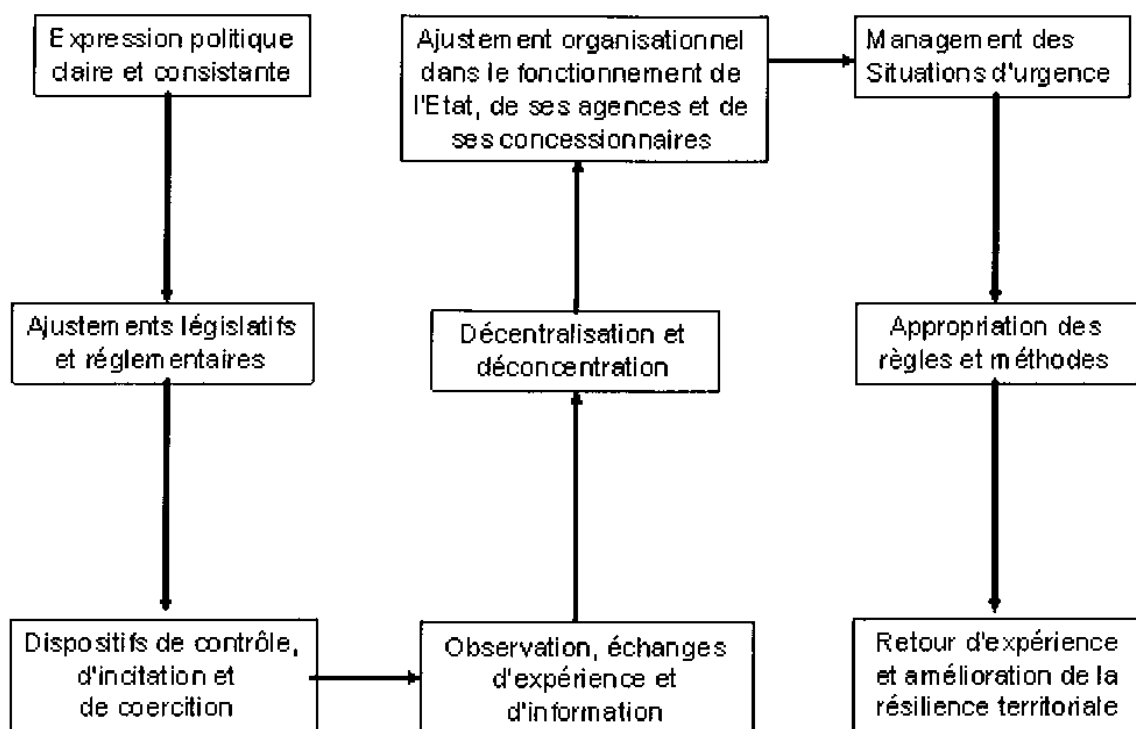 Expression politique
claire et consistante
Ajustements législatifs
et réglementaires
Dispositifs de contrôle,
d'incitation et
de coercition
Observation, échanges
d'expérience et
d'information
Décentralisation et
déconcentration
Ajustement organisationnel
dans le fonctionnement de
l'Etat, de ses agences et de
ses concessionnaires
Management des
Situations d'urgence
Appropriation des
règles et méthodes
Retour d'expérience
et amélioration de la
résilience territoriale